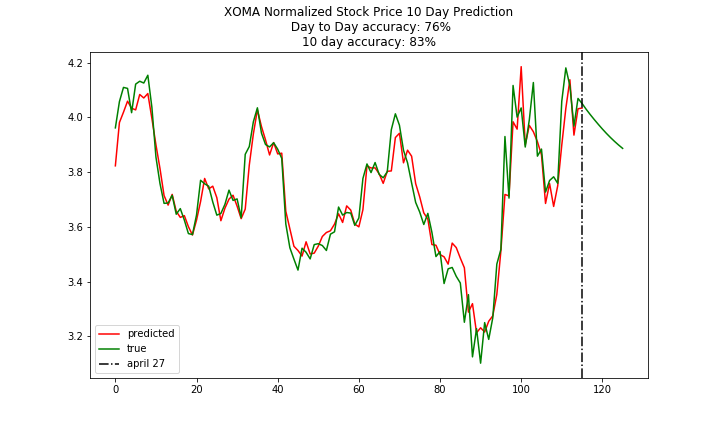 XOMA Normalized Stock Price 10 Day Prediction
Day to Day accuracy: 76%
10 day accuracy: 83%
4.2
4.0
3.8
3.6
3.4
3.2
predicted
true
april 27
0 20 40 60 80 100 120